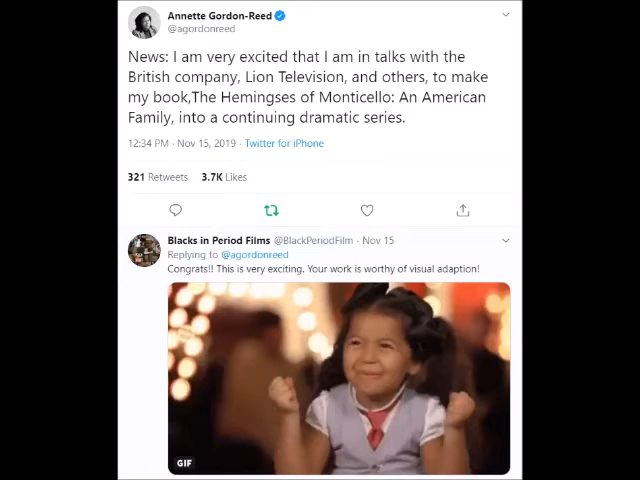 Annette Gordon-Reed
@agordonreed
News: I am very excited that I am in talks with the
British company, Lion Television, and others, to make
my book,The Hemingses of Monticello: An American
Family, into a continuing dramatic series.
12:34 PM · Nov 15, 2019 · Twitter for iPhone
321 Retweets 3.7K Likes
Blacks in Period Films @BlackPeriodFilm · Nov 15
Replying to @agordonreed
Congrats!! This is very exciting. Your work is worthy of visual adaption!
GIF